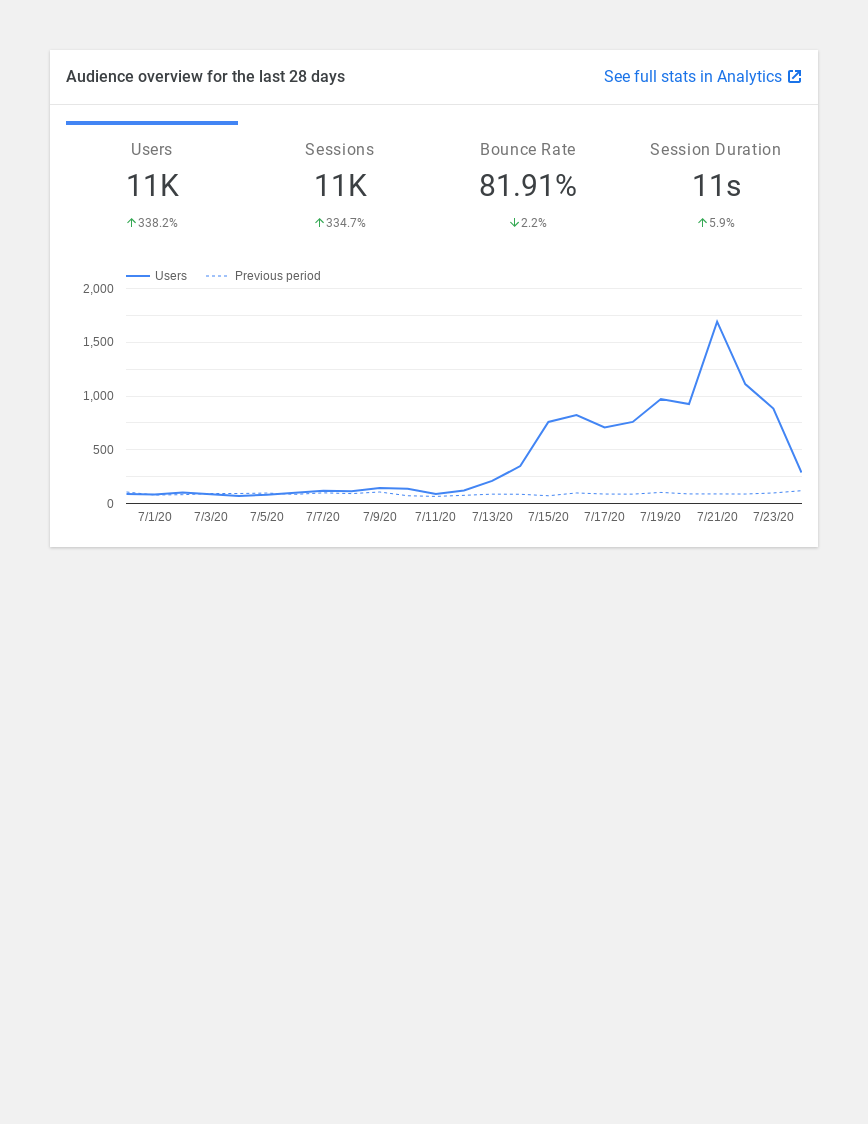 Audience overview for the last 28 days
See full stats in Analytics
Users
Sessions
Bounce Rate
Session Duration
11K
11K
81.91%
11s
338.2%
334.7%
2.2%
5.9%
Users
Previous period
2,000
1,500
1,000
500
0
7/1/20
7/3/20
7/5/20
7/7/20
7/9/20
7/11/20
7/13/20
7/15/20
7/17/20
7/19/20
7/21/20
7/23/20